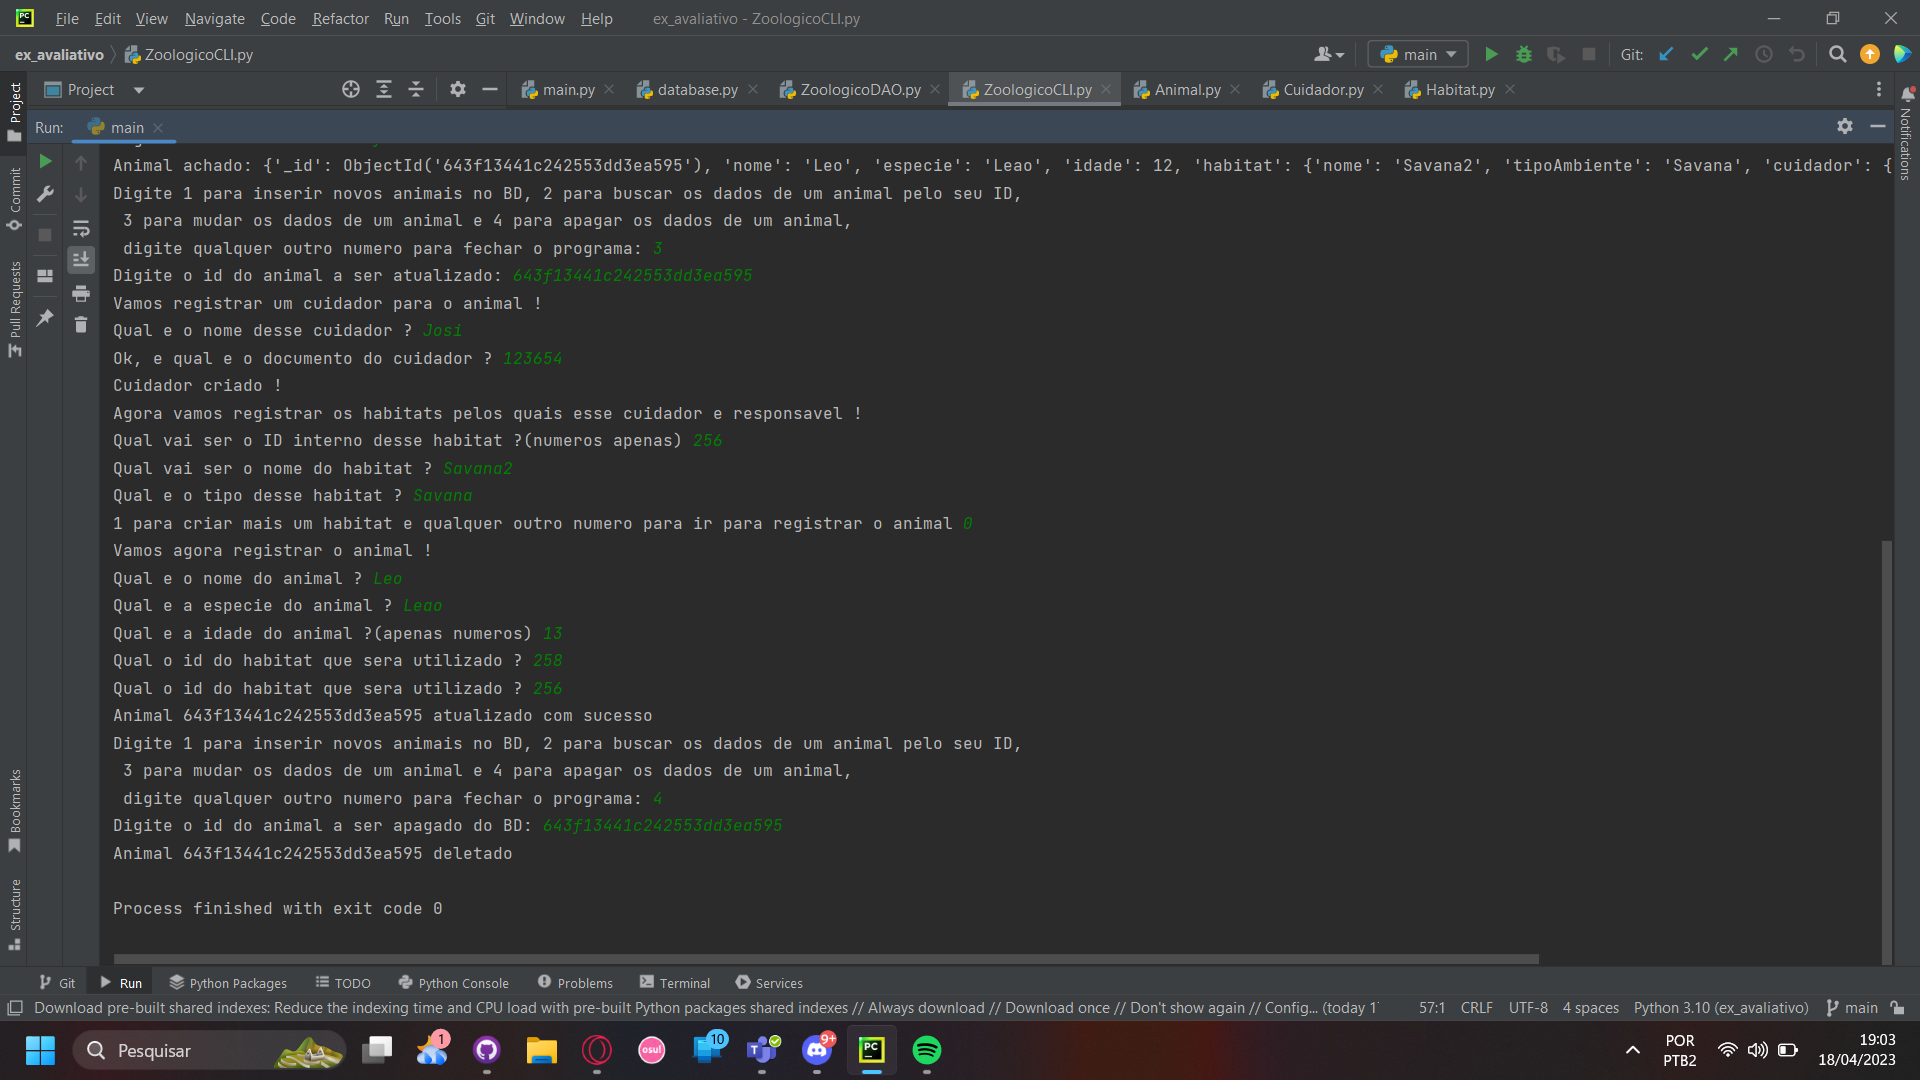 File Edit View Navigate Code Refactor Run Tools Git Window Help ex_avaliativo - ZoologicoCLI.py
ex_avaliativo ZoologicoCLI.py main Git:
Project main.py database.py ZoologicoDAO.py ZoologicoCLI.py Animal.py Cuidador.py Habitat.py
Run: main
Animal achado: {'_id': ObjectId('643f13441c242553dd3ea595'), 'nome': 'Leo', 'especie': 'Leao', 'idade': 12, 'habitat': {'nome': 'Savana2', 'tipoAmbiente': 'Savana', 'cuidador': {
Digite 1 para inserir novos animais no BD, 2 para buscar os dados de um animal pelo seu ID,
3 para mudar os dados de um animal e 4 para apagar os dados de um animal,
digite qualquer outro numero para fechar o programa: 3
Digite o id do animal a ser atualizado: 643f13441c242553dd3ea595
Vamos registrar um cuidador para o animal !
Qual e o nome desse cuidador ? Josi
Ok, e qual e o documento do cuidador ? 123654
Cuidador criado !
Agora vamos registrar os habitats pelos quais esse cuidador e responsavel !
Qual vai ser o ID interno desse habitat ?(numeros apenas) 256
Qual vai ser o nome do habitat ? Savana2
Qual e o tipo desse habitat ? Savana
1 para criar mais um habitat e qualquer outro numero para ir para registrar o animal 0
Vamos agora registrar o animal !
Qual e o nome do animal ? Leo
Qual e a especie do animal ? Leao
Qual e a idade do animal ?(apenas numeros) 13
Qual o id do habitat que sera utilizado ? 258
Qual o id do habitat que sera utilizado ? 256
Animal 643f13441c242553dd3ea595 atualizado com sucesso
Digite 1 para inserir novos animais no BD, 2 para buscar os dados de um animal pelo seu ID,
3 para mudar os dados de um animal e 4 para apagar os dados de um animal,
digite qualquer outro numero para fechar o programa: 4
Digite o id do animal a ser apagado do BD: 643f13441c242553dd3ea595
Animal 643f13441c242553dd3ea595 deletado
Process finished with exit code 0
Project
Commit
Pull Requests
Bookmarks
Structure
Notifications
Git Run Python Packages TODO Python Console Problems Terminal Services
Download pre-built shared indexes: Reduce the indexing time and CPU load with pre-built Python packages shared indexes // Always download // Download once // Don't show again // Config... (today 1 57:1 CRLF UTF-8 4 spaces Python 3.10 (ex_avaliativo) main
Pesquisar 1 osu! 10 9+ PC
POR
PTB2
19:03
18/04/2023